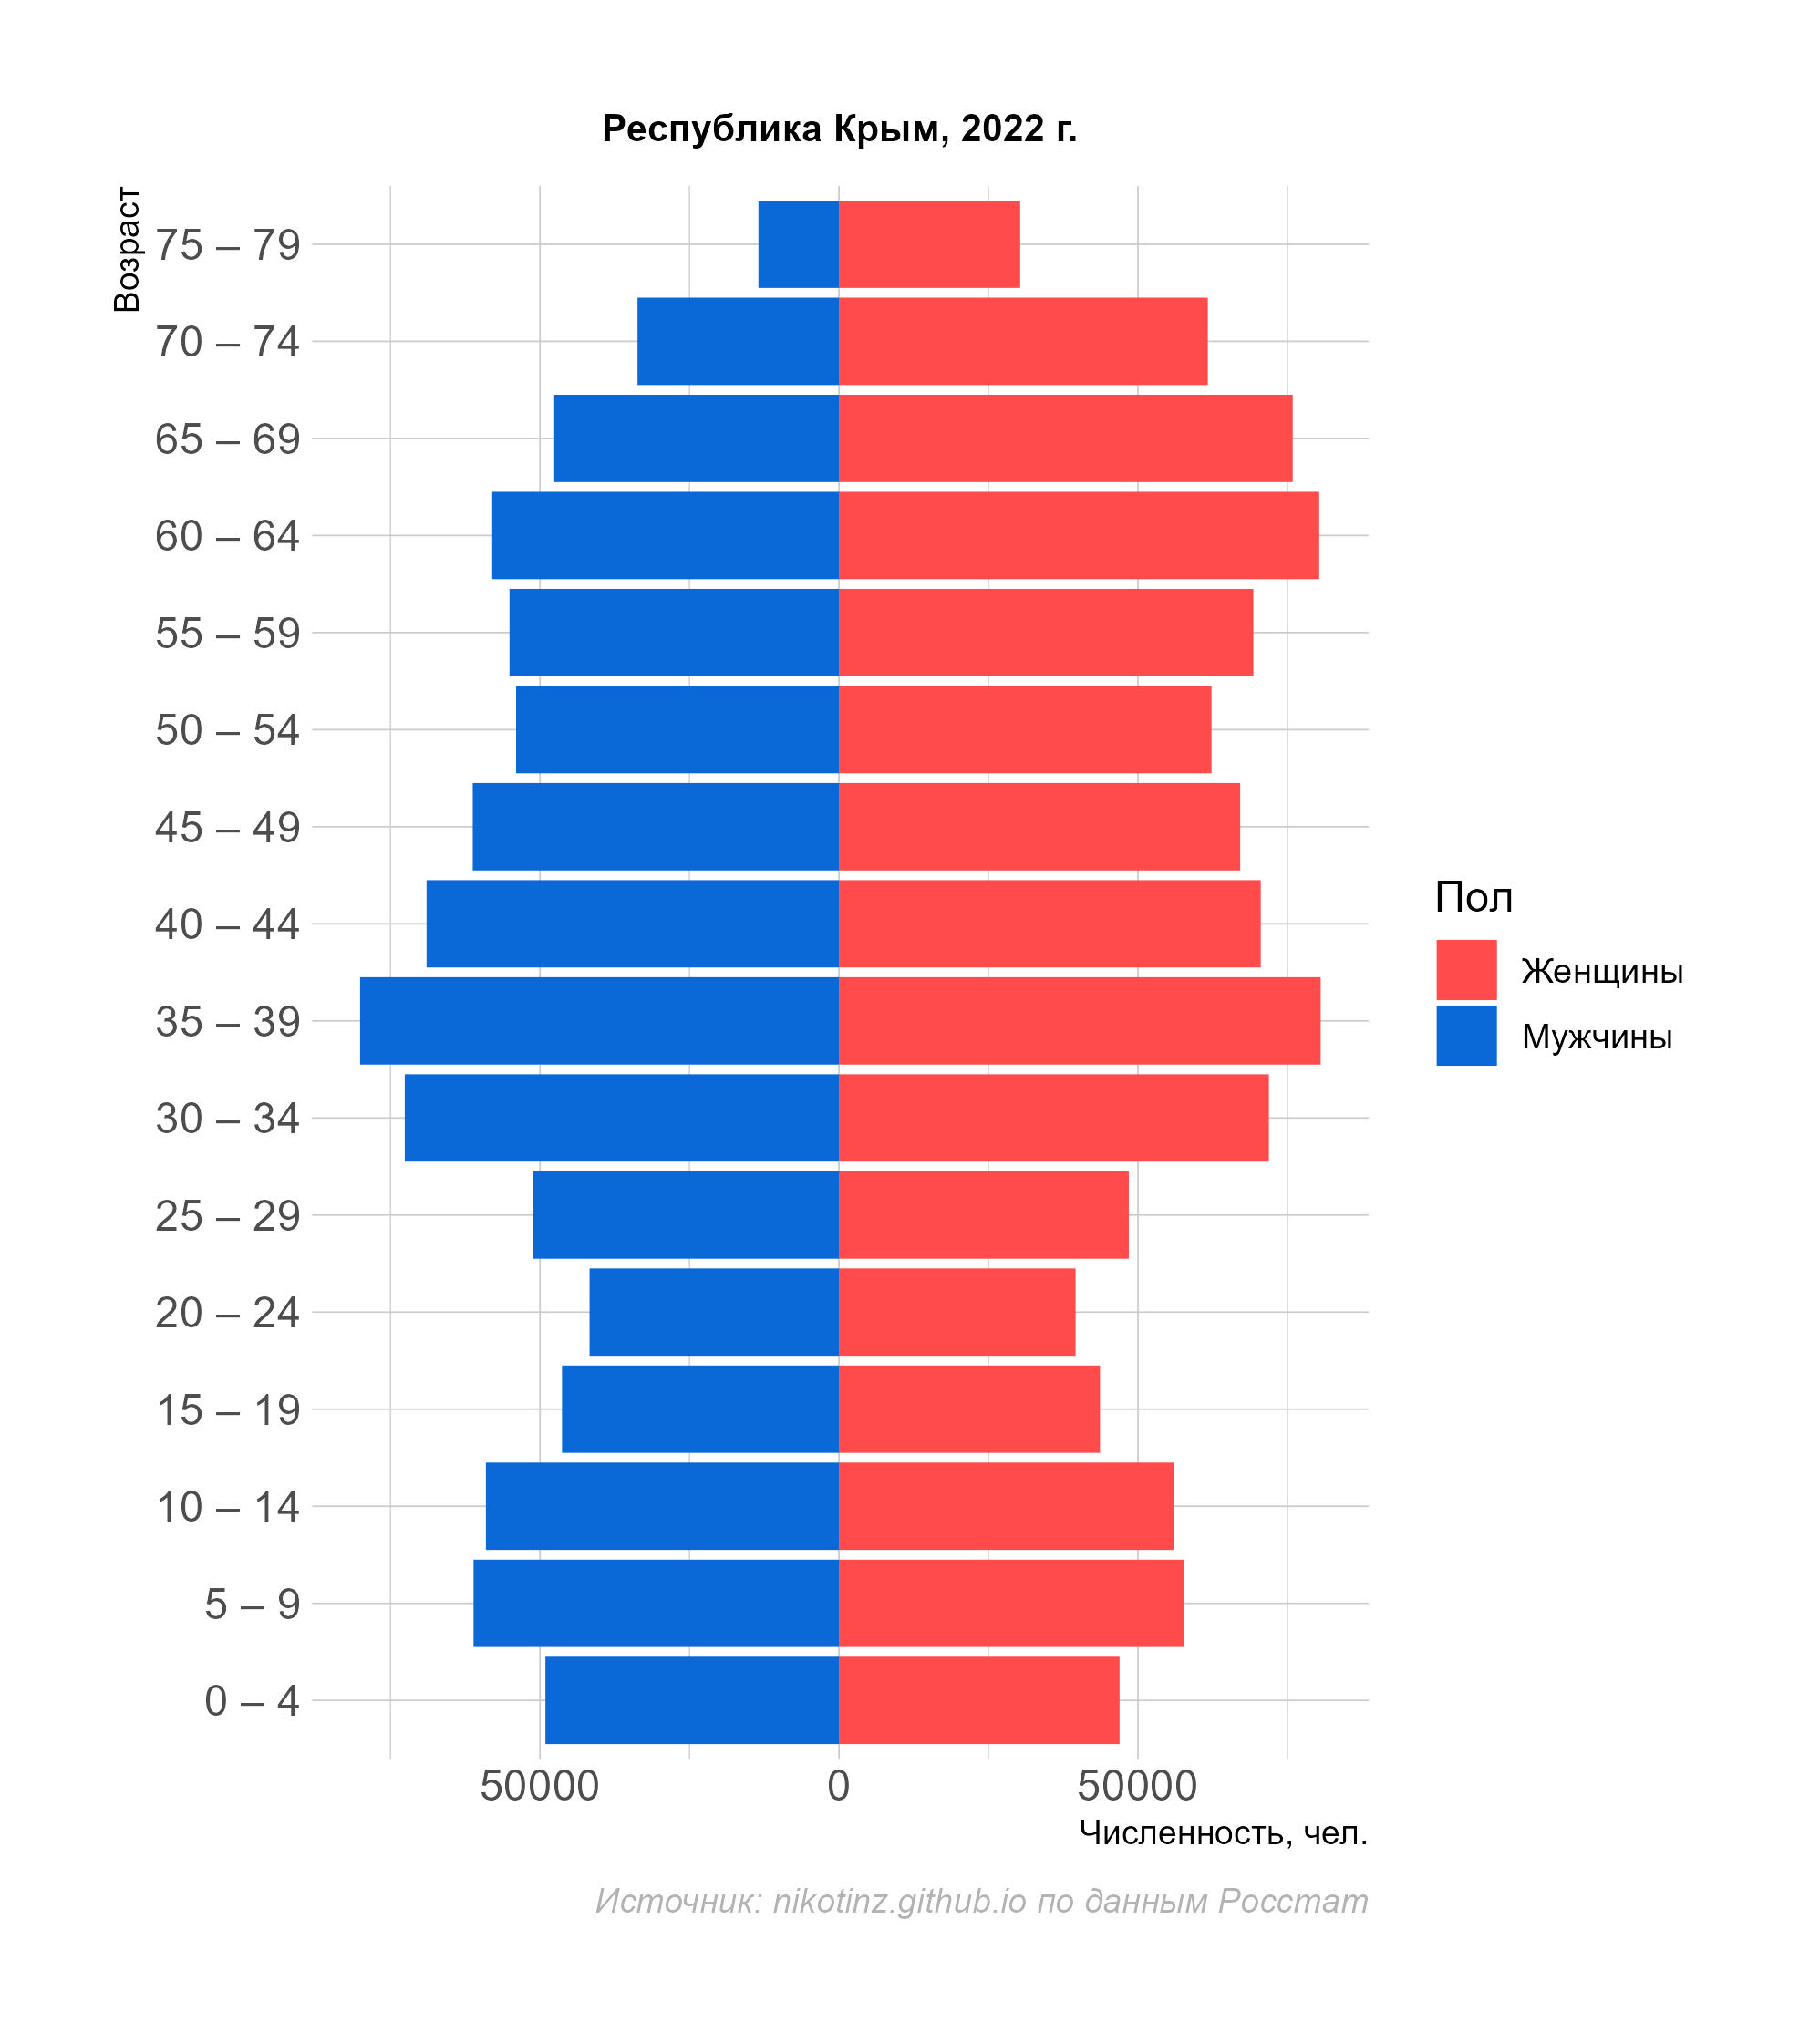 Республика Крым, 2022 г.
Возраст
75 – 79
70 – 74
65 – 69
60 – 64
55 – 59
50 – 54
45 – 49
40 – 44
35 – 39
30 – 34
25 – 29
20 – 24
15 – 19
10 – 14
5 – 9
0 – 4
50000 0 50000
Численность, чел.
Пол
Женщины
Мужчины
Источник: nikotinz.github.io по данным Росстат